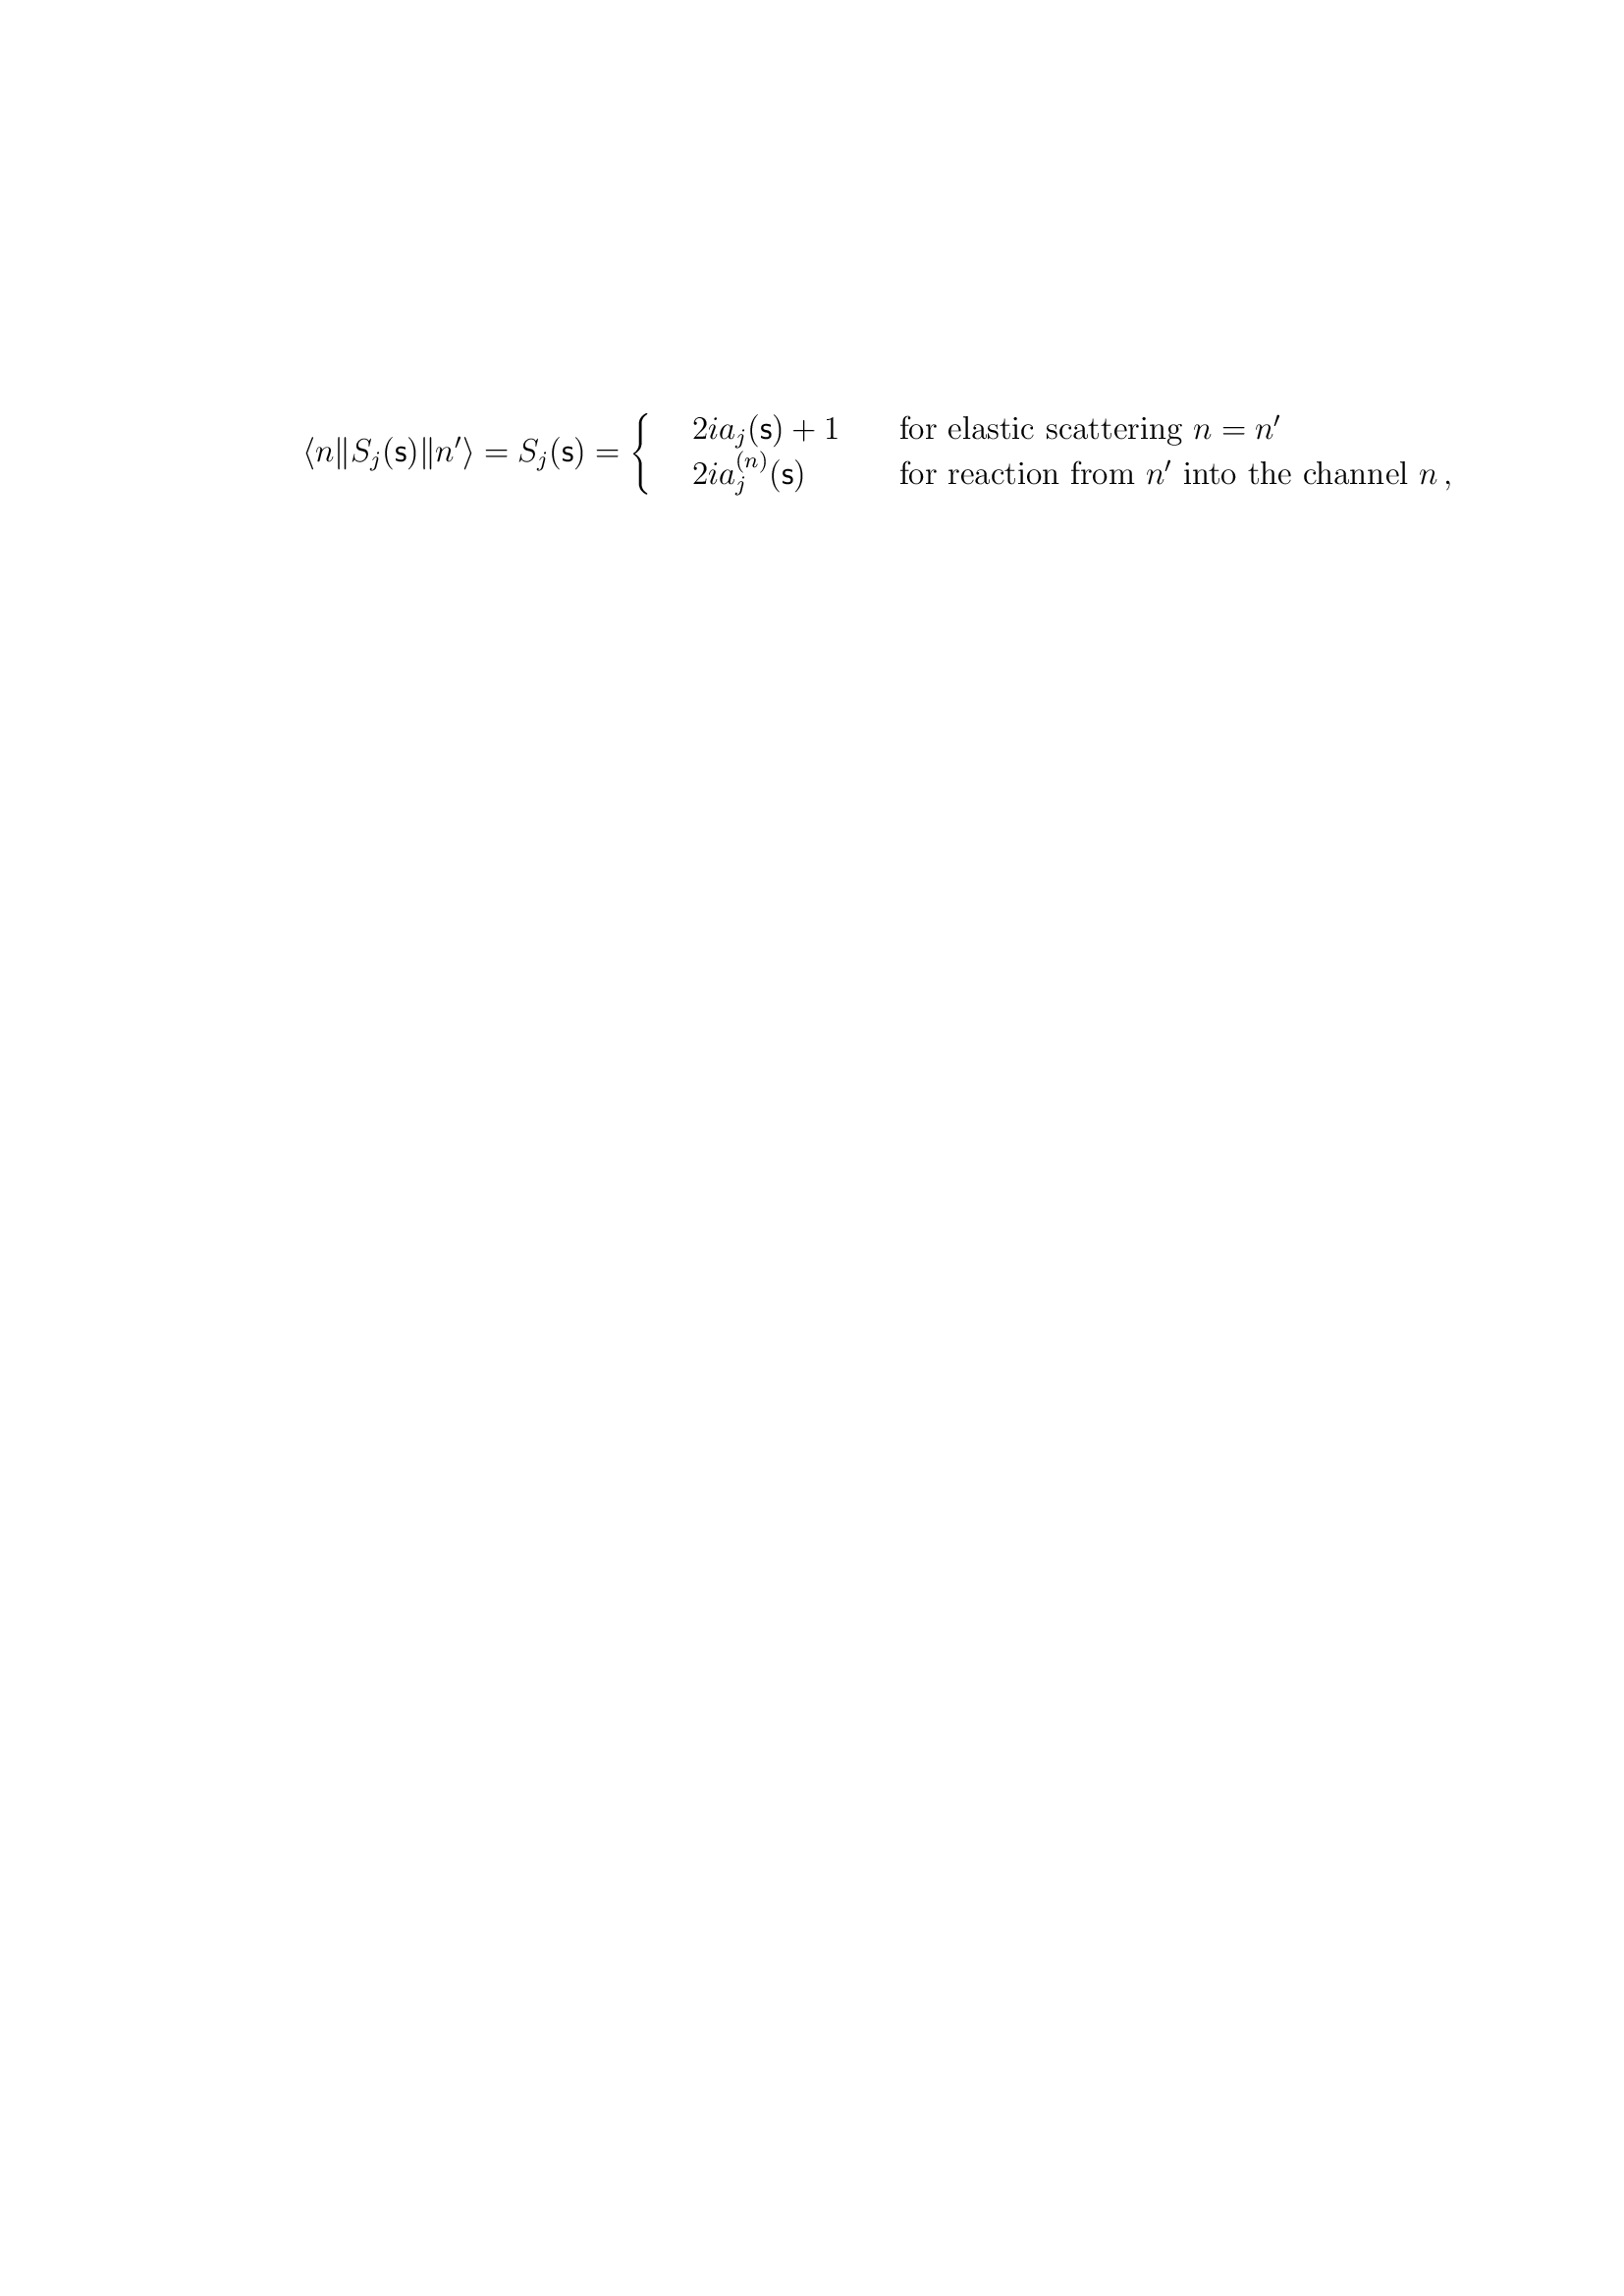 \langle n \| S_j(\mathsf{s}) \| n' \rangle = S_j(\mathsf{s}) = \begin{cases} 2ia_j(\mathsf{s}) + 1 & \text{for elastic scattering } n = n' \\ 2ia_j^{(n)}(\mathsf{s}) & \text{for reaction from } n' \text{ into the channel } n\,, \end{cases}